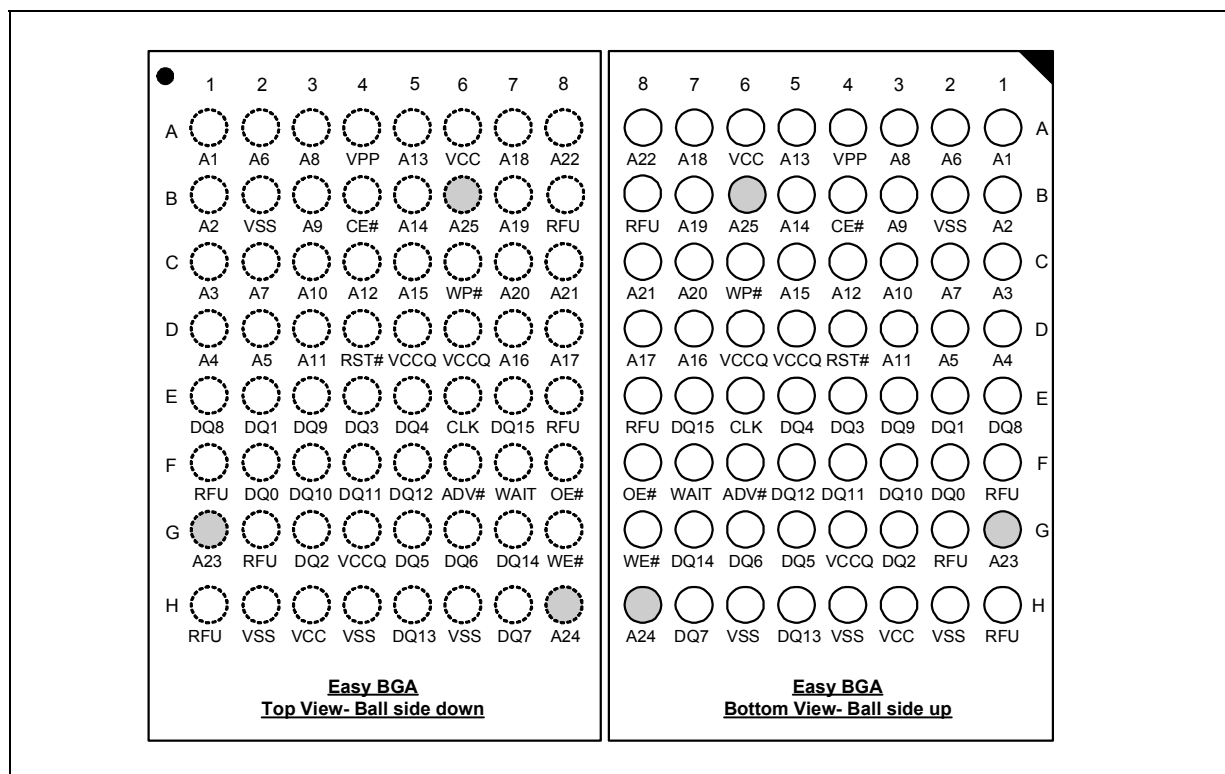 1 2 3 4 5 6 7 8
A
A1 A6 A8 VPP A13 VCC A18 A22
B
A2 VSS A9 CE# A14 A25 A19 RFU
C
A3 A7 A10 A12 A15 WP# A20 A21
D
A4 A5 A11 RST# VCCQ VCCQ A16 A17
E
DQ8 DQ1 DQ9 DQ3 DQ4 CLK DQ15 RFU
F
RFU DQ0 DQ10 DQ11 DQ12 ADV# WAIT OE#
G
A23 RFU DQ2 VCCQ DQ5 DQ6 DQ14 WE#
H
RFU VSS VCC VSS DQ13 VSS DQ7 A24
Easy BGA
Top View- Ball side down
8 7 6 5 4 3 2 1
A
A22 A18 VCC A13 VPP A8 A6 A1
B
RFU A19 A25 A14 CE# A9 VSS A2
C
A21 A20 WP# A15 A12 A10 A7 A3
D
A17 A16 VCCQ VCCQ RST# A11 A5 A4
E
RFU DQ15 CLK DQ4 DQ3 DQ9 DQ1 DQ8
F
OE# WAIT ADV# DQ12 DQ11 DQ10 DQ0 RFU
G
WE# DQ14 DQ6 DQ5 VCCQ DQ2 RFU A23
H
A24 DQ7 VSS DQ13 VSS VCC VSS RFU
Easy BGA
Bottom View- Ball side up